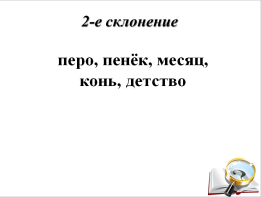 2-е склонение
перо, пенёк, месяц,
конь, детство